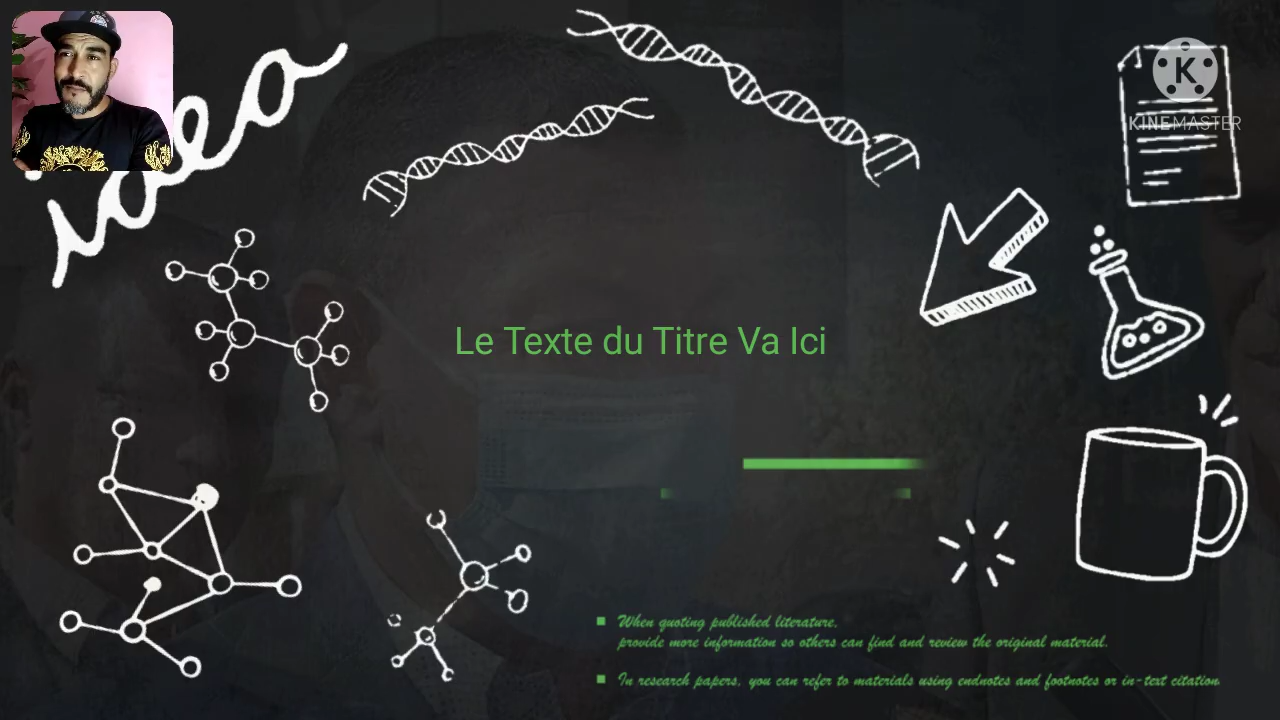 idea
K
KINEMASTER
Le Texte du Titre Va Ici
When quoting published literature,
provide more information so others can find and review the original material.
In research papers, you can refer to materials using endnotes and footnotes or in-text citation